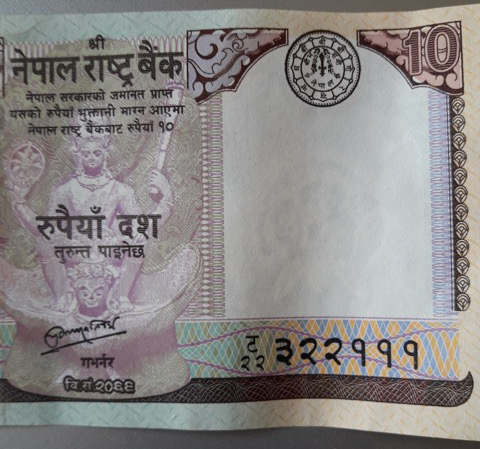 श्री
नेपाल राष्ट्र बैंक
नेपाल सरकारको जमानत प्राप्त
यसको रुपैयाँ भुक्तानी माग्न आएमा
नेपाल राष्ट्र बैंकबाट रुपैयाँ १०
रुपैयाँ दश
तुरुन्त पाइनेछ
गभर्नर
वि.सं.२०६६
10
ट
२२ ३२२१११